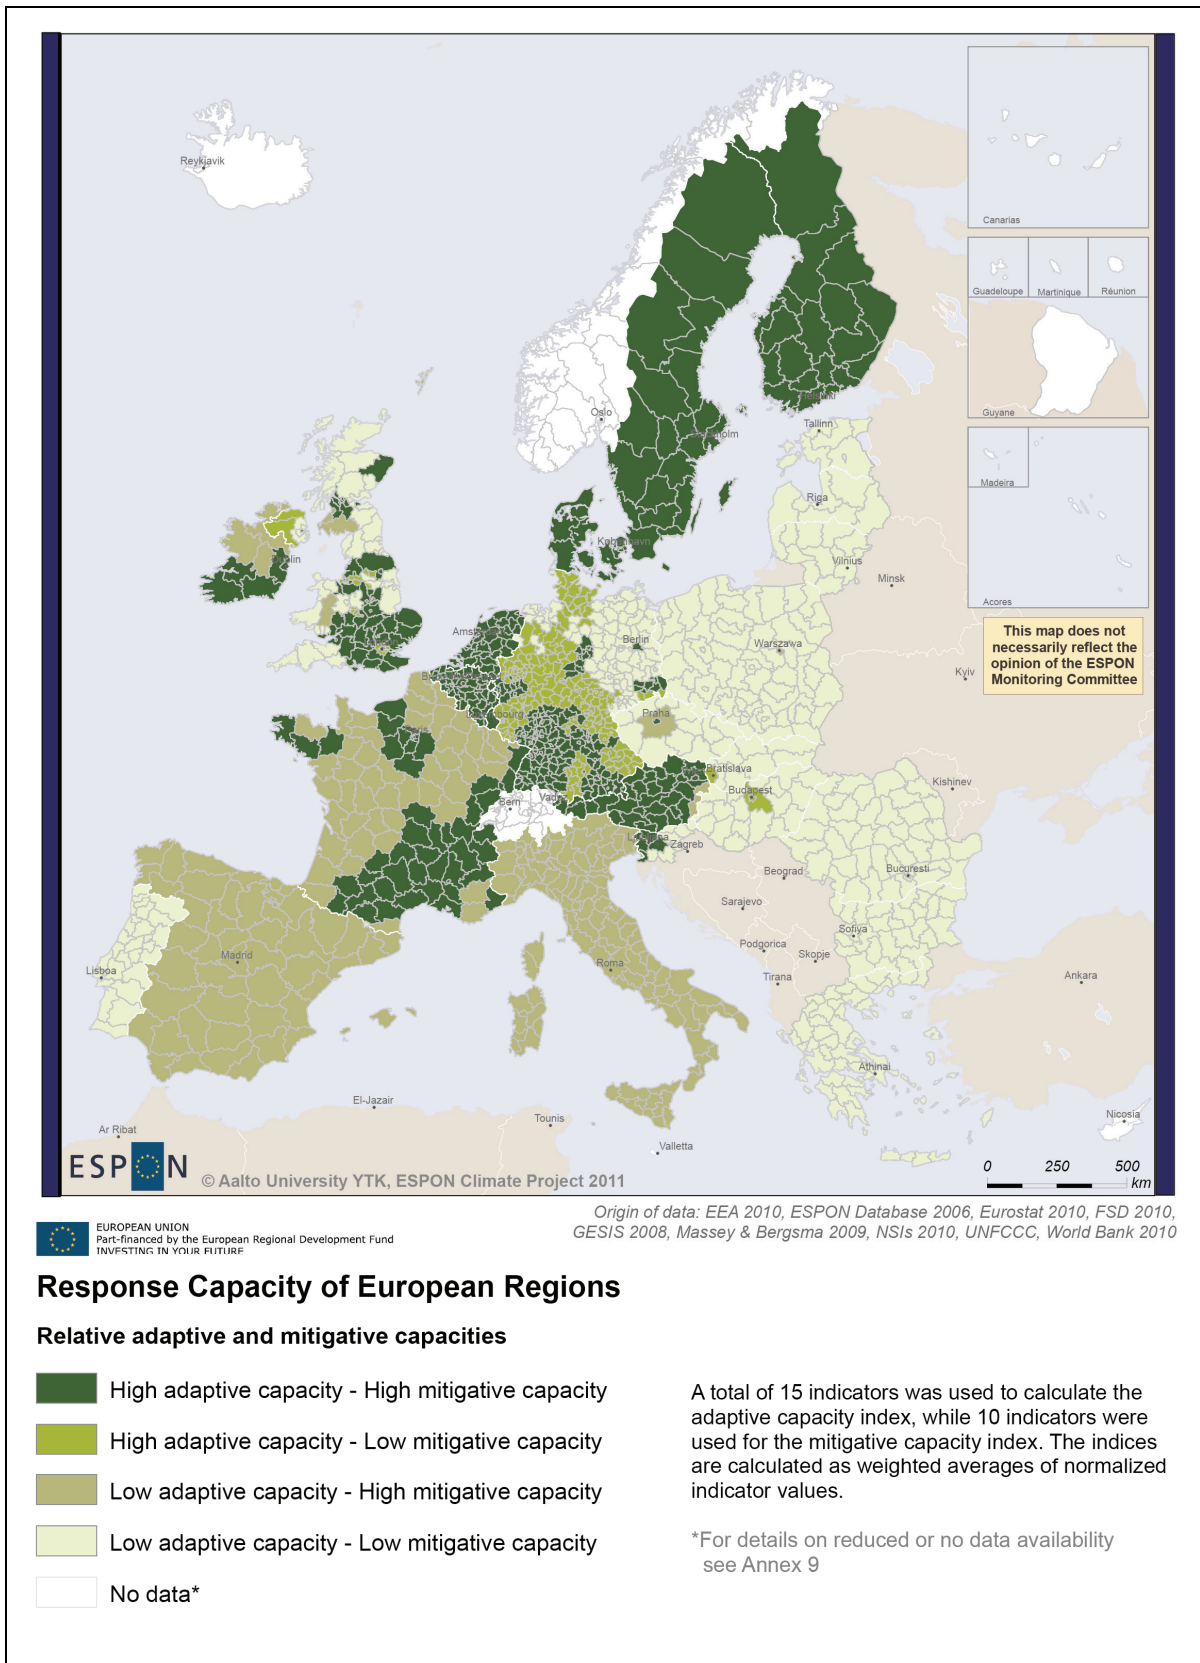 Reykjavik
Canarias
Guadeloupe
Martinique
Réunion
Guyane
Oslo
Helsinki
Stockholm
Tallinn
Madeira
Riga
København
Dublin
Vilnius
Minsk
Acores
This map does not
necessarily reflect the
opinion of the ESPON
Monitoring Committee
Berlin
Warszawa
Kyiv
Praha
Paris
Bratislava
Budapest
Kishinev
Bern
Zagreb
Beograd
Bucuresti
Sarajevo
Sofiya
Podgorica
Skopje
Madrid
Lisboa
Roma
Tirana
Ankara
Athinai
El-Jazair
Tounis
Nicosia
Ar Ribat
Valletta
ESPON
© Aalto University YTK, ESPON Climate Project 2011
0 250 500
km
Origin of data: EEA 2010, ESPON Database 2006, Eurostat 2010, FSD 2010,
GESIS 2008, Massey & Bergsma 2009, NSIs 2010, UNFCCC, World Bank 2010
EUROPEAN UNION
Part-financed by the European Regional Development Fund
INVESTING IN YOUR FUTURE
Response Capacity of European Regions
Relative adaptive and mitigative capacities
High adaptive capacity - High mitigative capacity
High adaptive capacity - Low mitigative capacity
Low adaptive capacity - High mitigative capacity
Low adaptive capacity - Low mitigative capacity
No data*
A total of 15 indicators was used to calculate the
adaptive capacity index, while 10 indicators were
used for the mitigative capacity index. The indices
are calculated as weighted averages of normalized
indicator values.
*For details on reduced or no data availability
see Annex 9